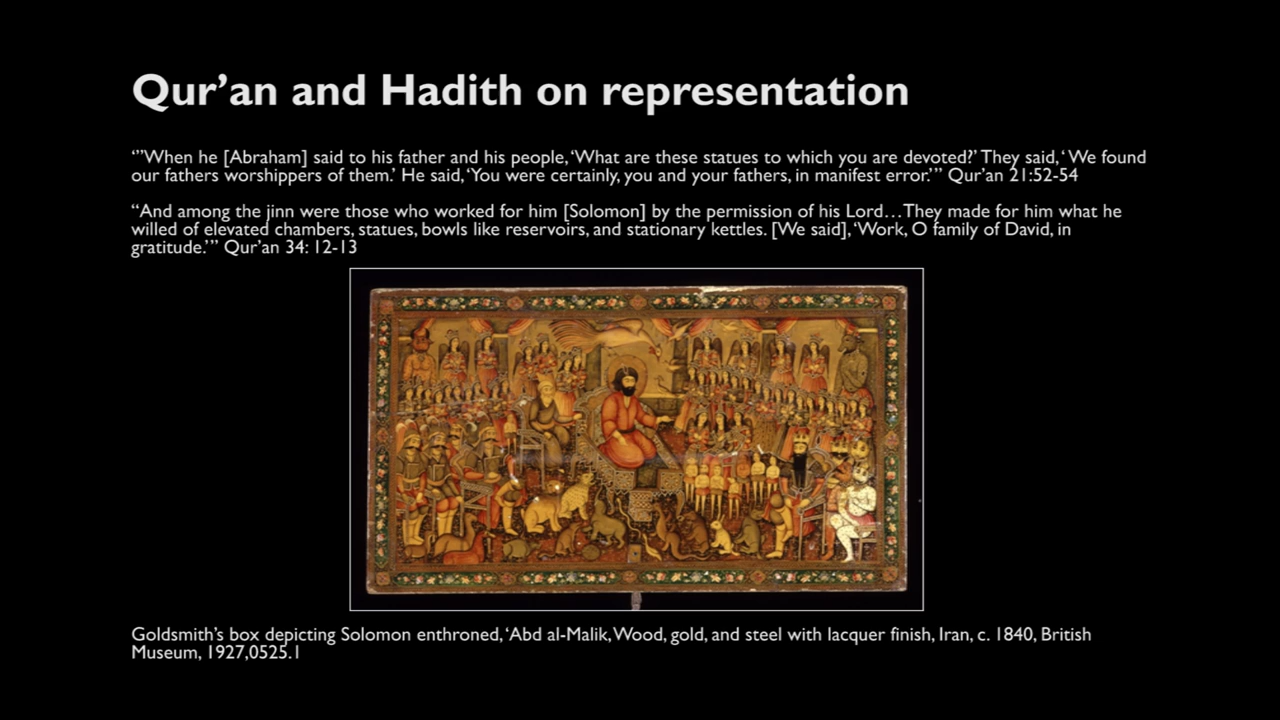 Qur’an and Hadith on representation
‘”When he [Abraham] said to his father and his people, ‘What are these statues to which you are devoted?’ They said, ‘ We found
our fathers worshippers of them.’ He said, ‘You were certainly, you and your fathers, in manifest error.’” Qur’an 21:52-54
“And among the jinn were those who worked for him [Solomon] by the permission of his Lord…They made for him what he
willed of elevated chambers, statues, bowls like reservoirs, and stationary kettles. [We said], ‘Work, O family of David, in
gratitude.’” Qur’an 34: 12-13
Goldsmith’s box depicting Solomon enthroned, ‘Abd al-Malik, Wood, gold, and steel with lacquer finish, Iran, c. 1840, British
Museum, 1927,0525.1